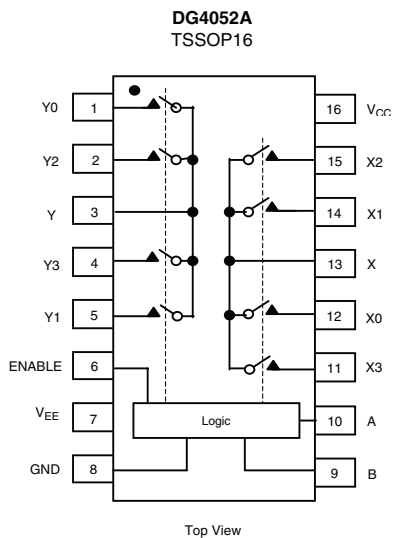 DG4052A
TSSOP16
Y0 1 16 VCC
Y2 2 15 X2
Y 3 14 X1
Y3 4 13 X
Y1 5 12 X0
ENABLE 6 11 X3
VEE 7 Logic 10 A
GND 8 9 B
Top View